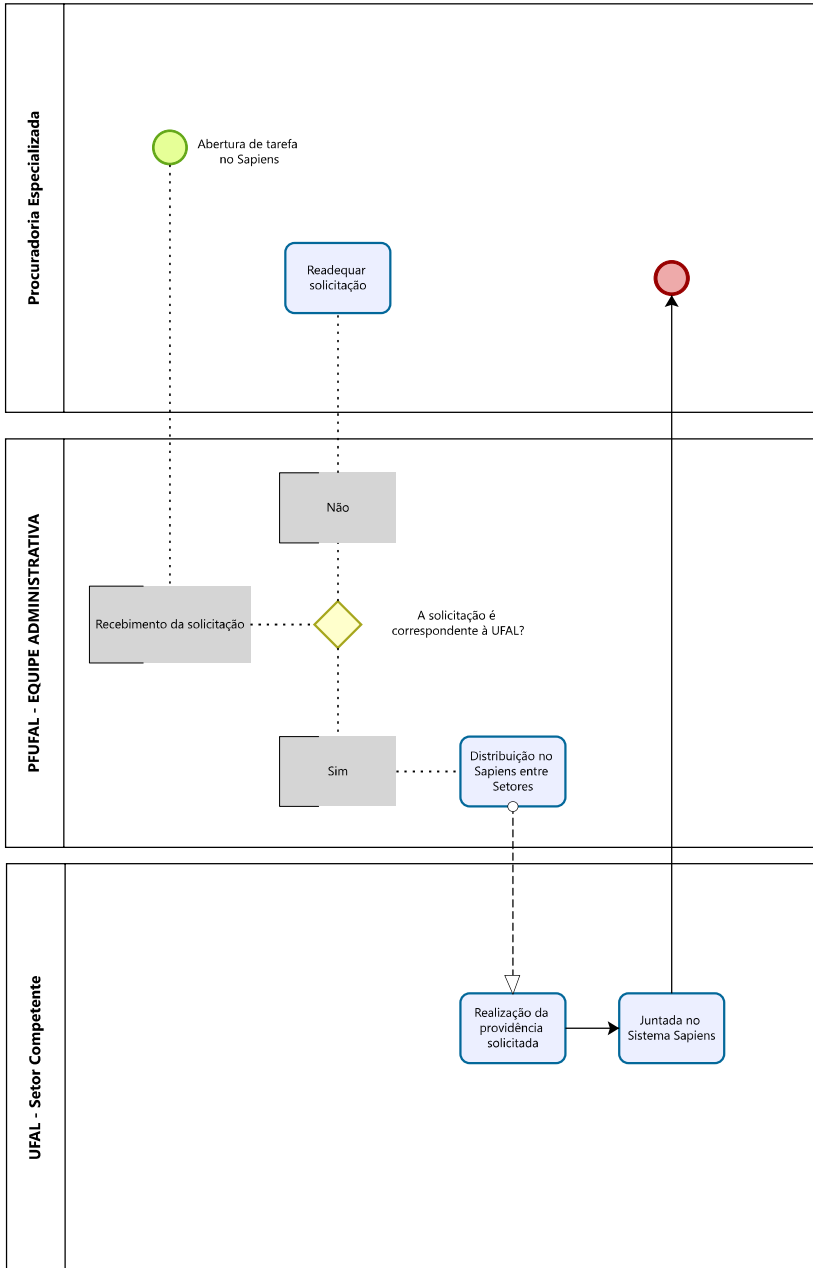 Procuradoria Especializada
Abertura de tarefa
no Sapiens
Readequar
solicitação
PFUFAL - EQUIPE ADMINISTRATIVA
Não
Recebimento da solicitação
A solicitação é
correspondente à UFAL?
Sim
Distribuição no
Sapiens entre
Setores
UFAL - Setor Competente
Realização da
providência
solicitada
Juntada no
Sistema Sapiens